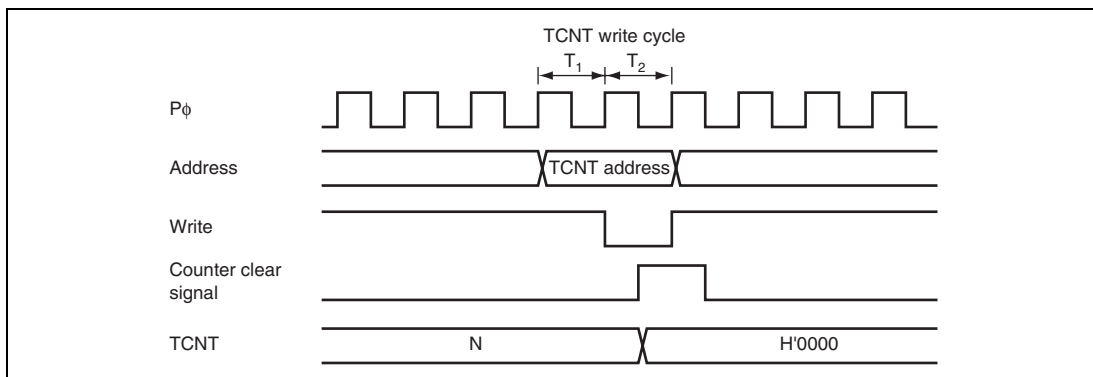 TCNT write cycle
T1 T2
Pϕ
Address
TCNT address
Write
Counter clear
signal
TCNT
N
H'0000